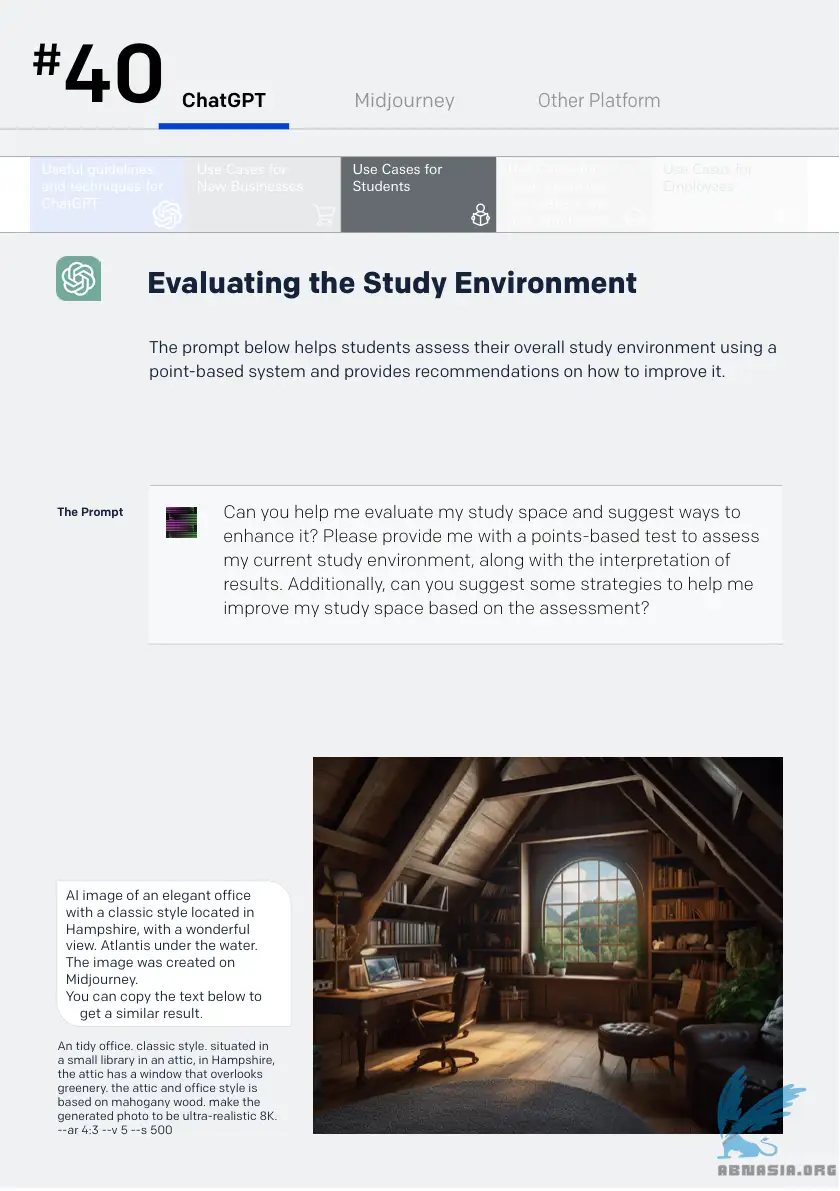 #40
ChatGPT
Midjourney
Other Platform
Useful guidelines
and techniques for
ChatGPT
Use Cases for
New Businesses
Use Cases for
Students
Use Cases for
Employees
Evaluating the Study Environment
The prompt below helps students assess their overall study environment using a
point-based system and provides recommendations on how to improve it.
The Prompt
Can you help me evaluate my study space and suggest ways to
enhance it? Please provide me with a points-based test to assess
my current study environment, along with the interpretation of
results. Additionally, can you suggest some strategies to help me
improve my study space based on the assessment?
AI image of an elegant office
with a classic style located in
Hampshire, with a wonderful
view. Atlantis under the water.
The image was created on
Midjourney.
You can copy the text below to
get a similar result.
An tidy office. classic style. situated in
a small library in an attic, in Hampshire,
the attic has a window that overlooks
greenery. the attic and office style is
based on mahogany wood. make the
generated photo to be ultra-realistic 8K.
--ar 4:3 --v 5 --s 500
ABNASIA.ORG